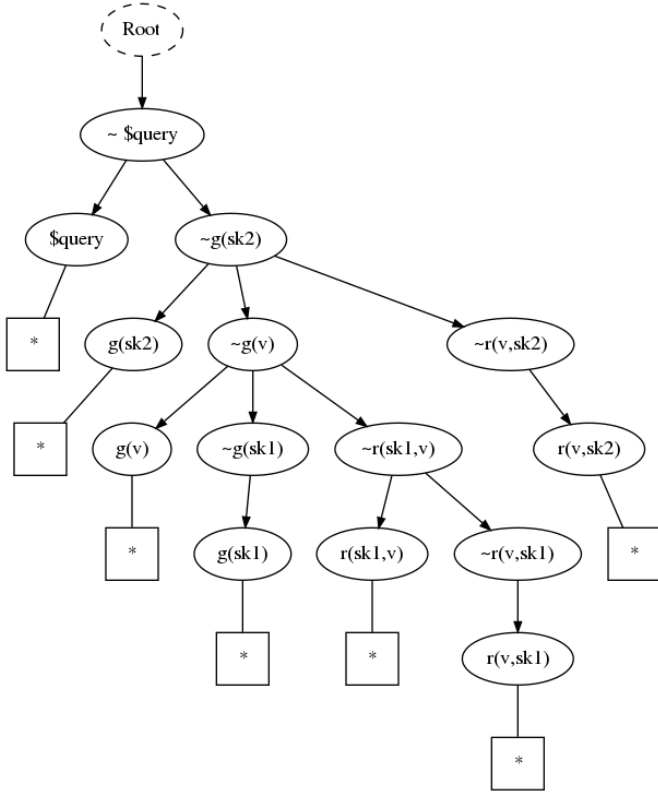 Root
~ $query
$query
~g(sk2)
*
g(sk2)
~g(v)
~r(v,sk2)
*
g(v)
~g(sk1)
~r(sk1,v)
r(v,sk2)
*
g(sk1)
r(sk1,v)
~r(v,sk1)
*
*
*
r(v,sk1)
*